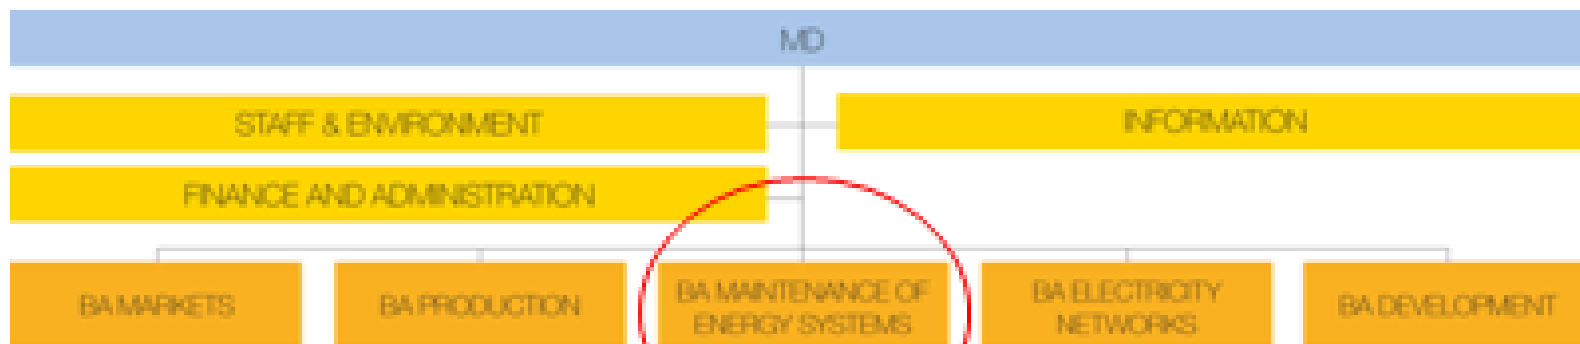 MD
STAFF & ENVIRONMENT
INFORMATION
FINANCE AND ADMINISTRATION
BA MARKETS
BA PRODUCTION
BA MAINTENANCE OF
ENERGY SYSTEMS
BA ELECTRICITY
NETWORKS
BA DEVELOPMENT